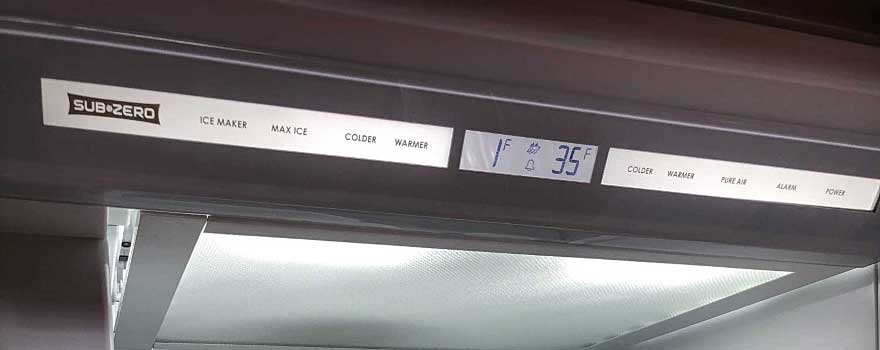 SUB•ZERO
ICE MAKER
MAX ICE
COLDER
WARMER
1F
35F
COLDER
WARMER
PURE AIR
ALARM
POWER